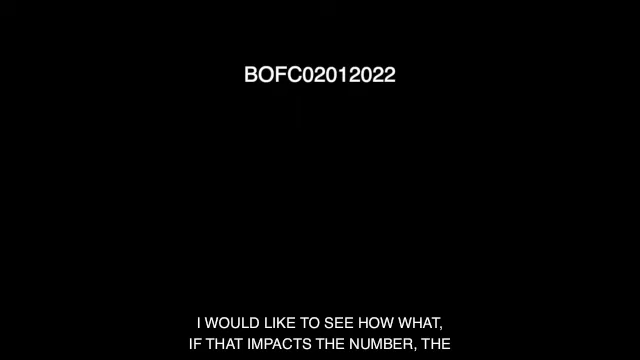 BOFC02012022
I WOULD LIKE TO SEE HOW WHAT,
IF THAT IMPACTS THE NUMBER, THE